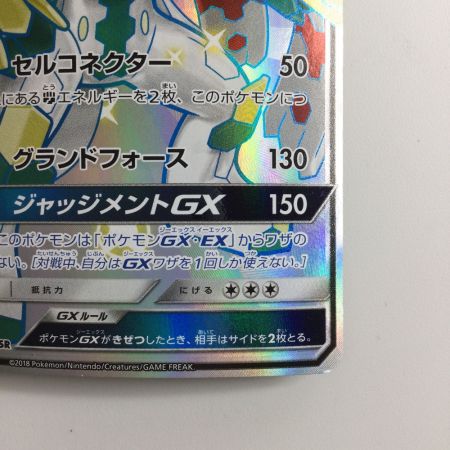 セルコネクター 50
にある闘エネルギーを2枚、このポケモンにつ
グランドフォース 130
ジャッジメントGX 150
このポケモンは「ポケモンGX・EX」からワザの
ない。[対戦中、自分はGXワザを1回しか使えない。]
抵抗力 にげる
GXルール
ポケモンGXがきぜつしたとき、相手はサイドを2枚とる。
SR
©2018 Pokémon/Nintendo/Creatures/GAME FREAK.